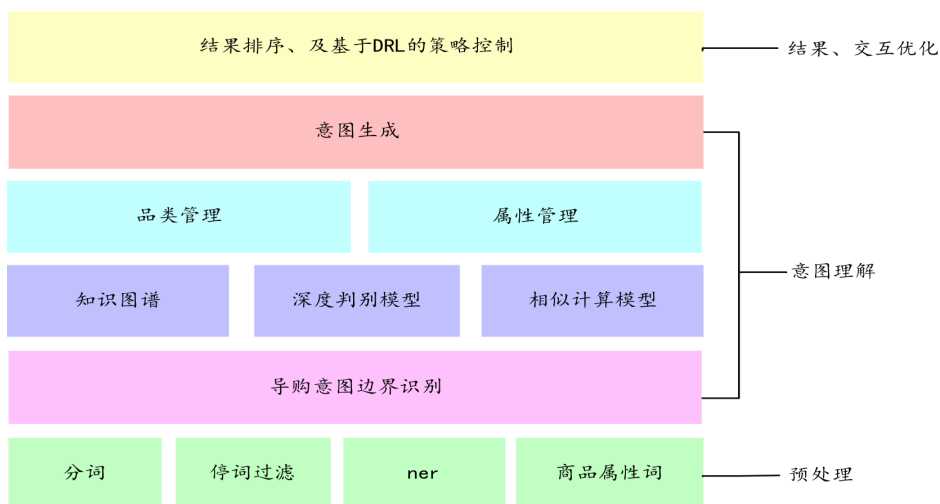 结果排序、及基于DRL的策略控制
结果、交互优化
意图生成
品类管理
属性管理
意图理解
知识图谱
深度判别模型
相似计算模型
导购意图边界识别
分词
停词过滤
ner
商品属性词
预处理